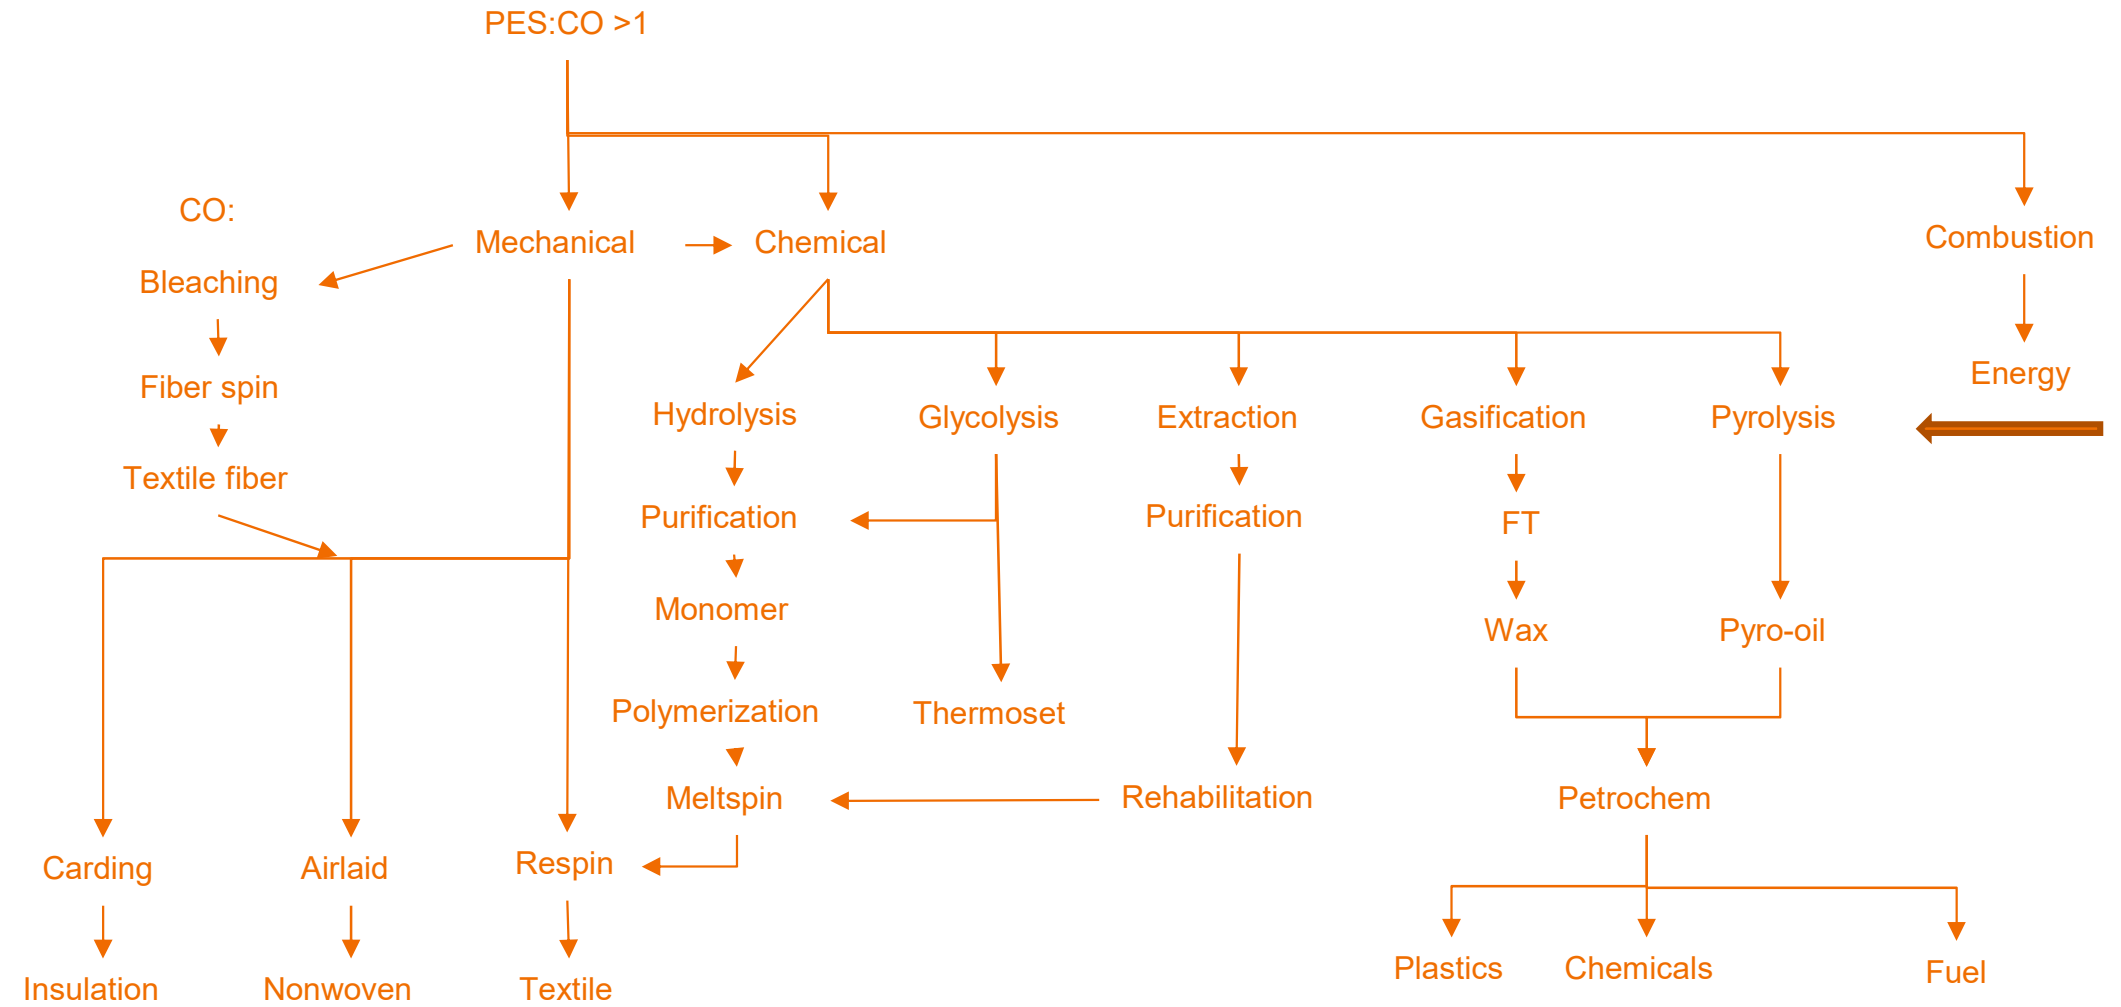 PES:CO >1
CO:
Mechanical
Chemical
Combustion
Bleaching
Fiber spin
Energy
Hydrolysis
Glycolysis
Extraction
Gasification
Pyrolysis
Textile fiber
Purification
Purification
FT
Monomer
Wax
Pyro-oil
Polymerization
Thermoset
Meltspin
Rehabilitation
Petrochem
Carding
Airlaid
Respin
Plastics
Chemicals
Fuel
Insulation
Nonwoven
Textile